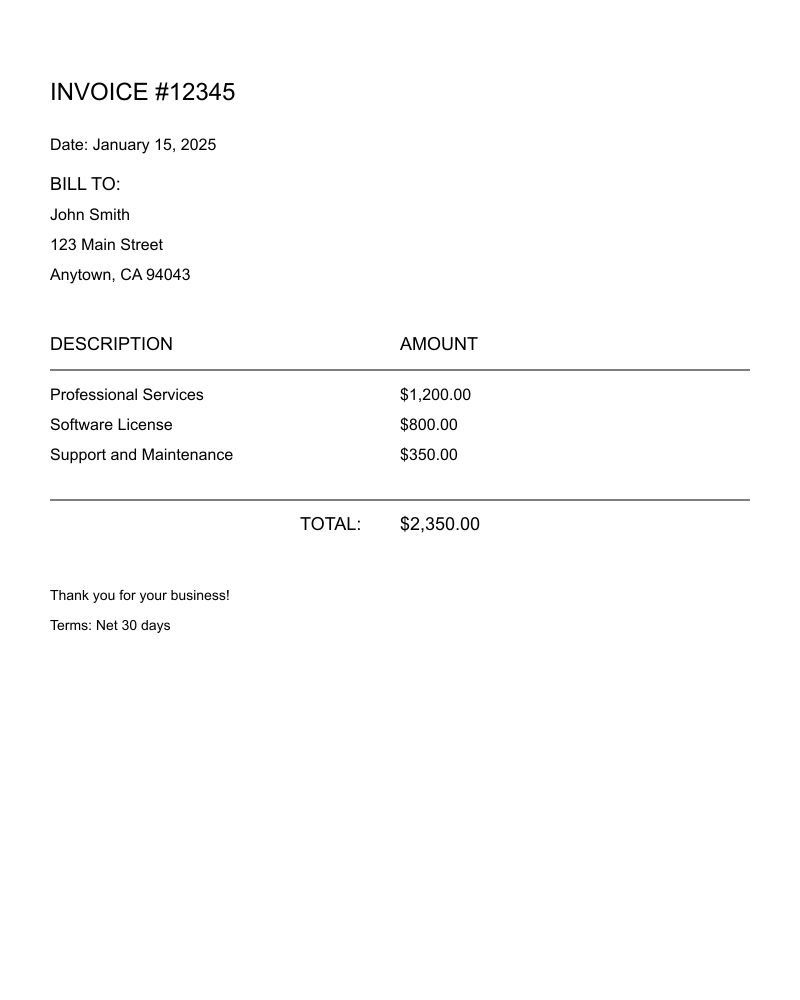 INVOICE #12345
Date: January 15, 2025
BILL TO:
John Smith
123 Main Street
Anytown, CA 94043
DESCRIPTION AMOUNT
Professional Services $1,200.00
Software License $800.00
Support and Maintenance $350.00
TOTAL: $2,350.00
Thank you for your business!
Terms: Net 30 days